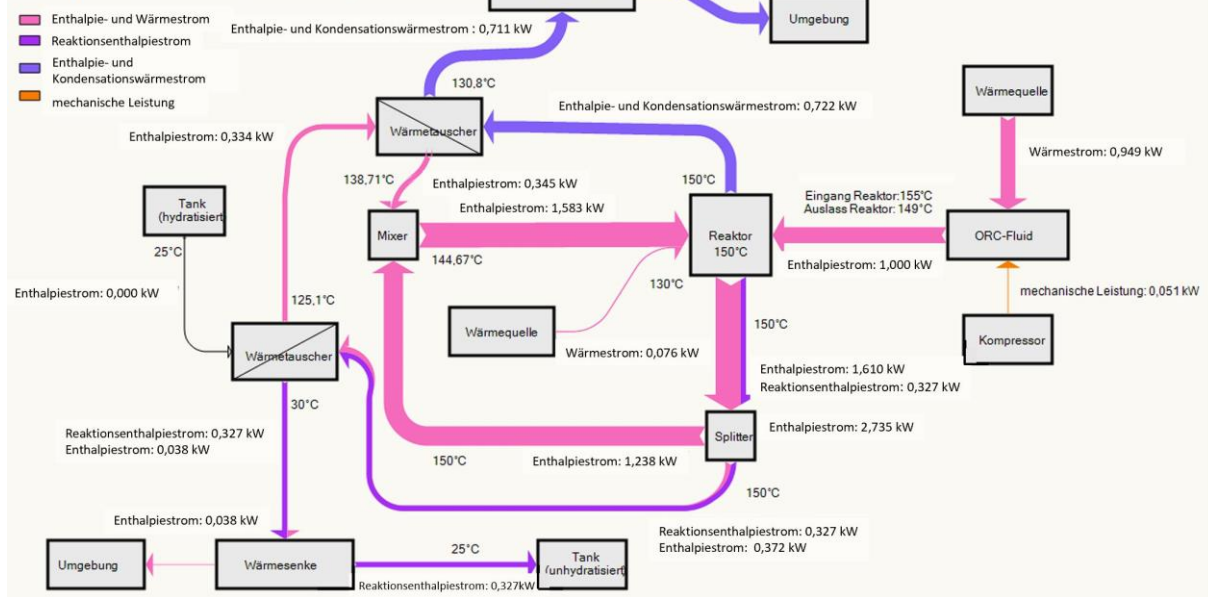 Enthalpie- und Wärmestrom
Reaktionsenthalpiestrom
Enthalpie- und
Kondensationswärmestrom
mechanische Leistung
Enthalpie- und Kondensationswärmestrom : 0,711 kW
Umgebung
130,8°C
Wärmequelle
Wärmetauscher
Enthalpie- und Kondensationswärmestrom: 0,722 kW
Enthalpiestrom: 0,334 kW
Wärmestrom: 0,949 kW
138,71°C
Enthalpiestrom: 0,345 kW
150°C
Tank
(hydratisiert)
Enthalpiestrom: 1,583 kW
Eingang Reaktor:155°C
Auslass Reaktor: 149°C
Mixer
Reaktor
150°C
ORC-Fluid
25°C
144,67°C
Enthalpiestrom: 1,000 kW
130°C
Enthalpiestrom: 0,000 kW
125,1°C
mechanische Leistung: 0,051 kW
150°C
Wärmequelle
Kompressor
Wärmetauscher
Wärmestrom: 0,076 kW
Enthalpiestrom: 1,610 kW
Reaktionsenthalpiestrom: 0,327 kW
30°C
Reaktionsenthalpiestrom: 0,327 kW
Enthalpiestrom: 0,038 kW
Splitter
Enthalpiestrom: 2,735 kW
150°C
Enthalpiestrom: 1,238 kW
150°C
Enthalpiestrom: 0,038 kW
Reaktionsenthalpiestrom: 0,327 kW
Enthalpiestrom: 0,372 kW
Umgebung
Wärmesenke
25°C
Tank
(unhydratisiert)
Reaktionsenthalpiestrom: 0,327kW